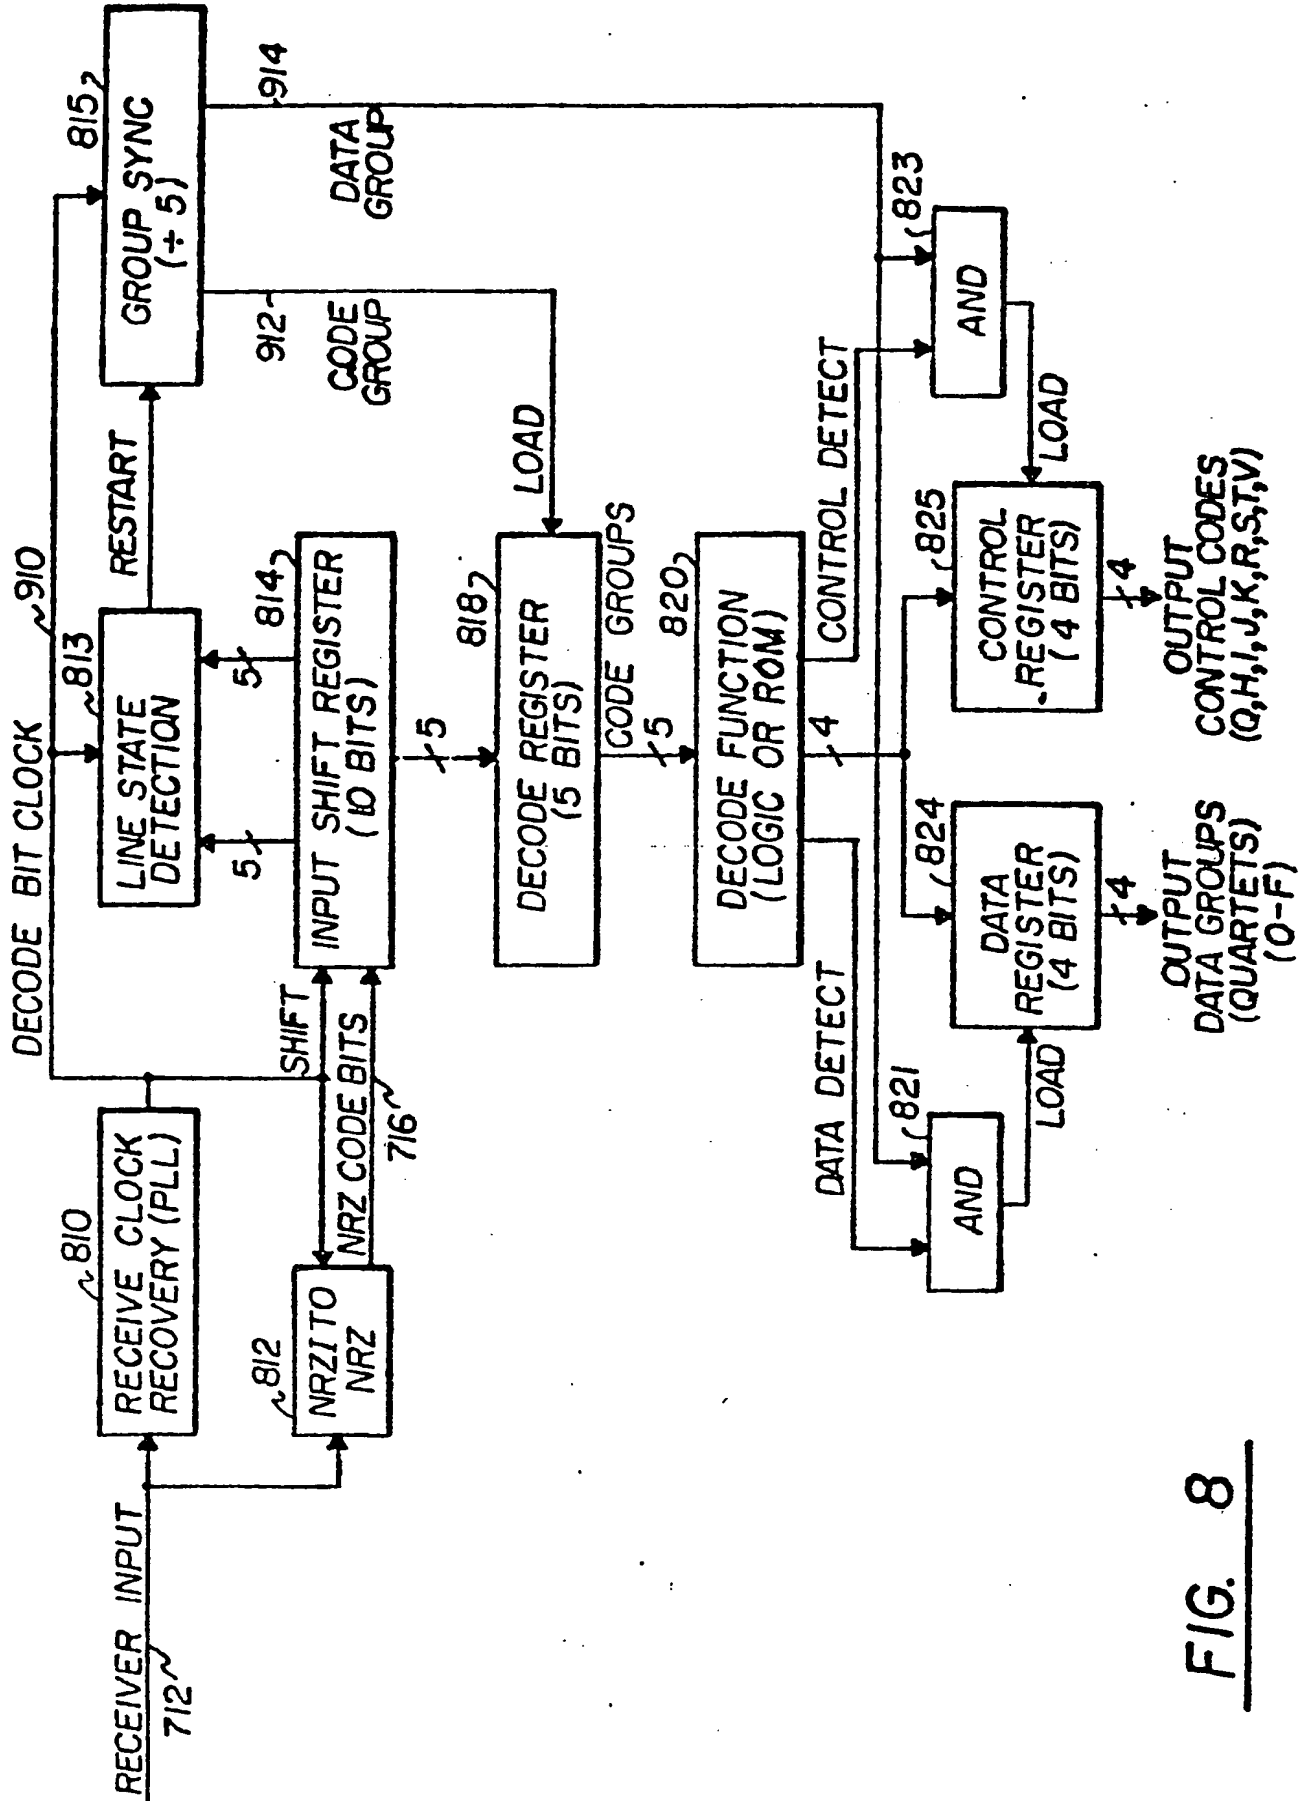 DECODE BIT CLOCK
910
RECEIVER INPUT
712
810
RECEIVE CLOCK
RECOVERY (PLL)
813
LINE STATE
DETECTION
RESTART
815
GROUP SYNC
(÷ 5)
812
NRZI TO
NRZ
SHIFT
NRZ CODE BITS
716
5
5
814
INPUT SHIFT REGISTER
(10 BITS)
912
CODE
GROUP
914
DATA
GROUP
5
LOAD
818
DECODE REGISTER
(5 BITS)
CODE GROUPS
5
820
DECODE FUNCTION
(LOGIC OR ROM)
DATA DETECT
4
CONTROL DETECT
821
AND
LOAD
824
DATA
REGISTER
(4 BITS)
825
CONTROL
REGISTER
(4 BITS)
823
AND
LOAD
4
4
OUTPUT
DATA GROUPS
(QUARTETS)
(0-F)
OUTPUT
CONTROL CODES
(Q,H,I,J,K,R,S,T,V)
FIG. 8